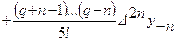 + (q+n−1)...(q−n) / 5! Δ^{2n} y_{−n}